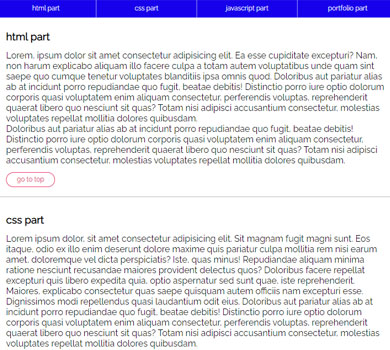 html part
css part
javascript part
portfolio part
html part
Lorem, ipsum dolor sit amet consectetur adipisicing elit. Ea esse cupiditate excepturi? Nam,
non harum explicabo aliquam illo facere culpa a totam autem voluptatibus unde quam sint
saepe quo cumque tenetur voluptates blanditiis ipsa omnis quod. Doloribus aut pariatur alias
ab at incidunt porro repudiandae quo fugit, beatae debitis! Distinctio porro iure optio dolorum
corporis quasi voluptatem enim aliquam consectetur, perferendis voluptas, reprehenderit
quaerat libero quo nesciunt sit quas? Totam nisi adipisci accusantium consectetur, molestias
voluptates repellat mollitia dolores quibusdam.
Doloribus aut pariatur alias ab at incidunt porro repudiandae quo fugit, beatae debitis!
Distinctio porro iure optio dolorum corporis quasi voluptatem enim aliquam consectetur,
perferendis voluptas, reprehenderit quaerat libero quo nesciunt sit quas? Totam nisi adipisci
accusantium consectetur, molestias voluptates repellat mollitia dolores quibusdam.
go to top
css part
Lorem ipsum dolor, sit amet consectetur adipisicing elit. Sit magnam fugit magni sunt. Eos
itaque, odio ex illo enim deserunt dolore maxime quis pariatur culpa mollitia rem nisi earum
amet, doloremque vel dicta perspiciatis? Iste, quas minus! Repudiandae aliquam minima
ratione nesciunt recusandae maiores provident delectus quos? Doloribus facere repellat
excepturi quis libero expedita quia, optio aspernatur sed sunt quae, iste reprehenderit.
Maiores, explicabo consectetur quas saepe quisquam autem officiis nam excepturi esse.
Dignissimos modi repellendus quasi laudantium odit eius. Doloribus aut pariatur alias ab at
incidunt porro repudiandae quo fugit, beatae debitis! Distinctio porro iure optio dolorum
corporis quasi voluptatem enim aliquam consectetur, perferendis voluptas, reprehenderit
quaerat libero quo nesciunt sit quas? Totam nisi adipisci accusantium consectetur,
molestias voluptates repellat mollitia dolores quibusdam.